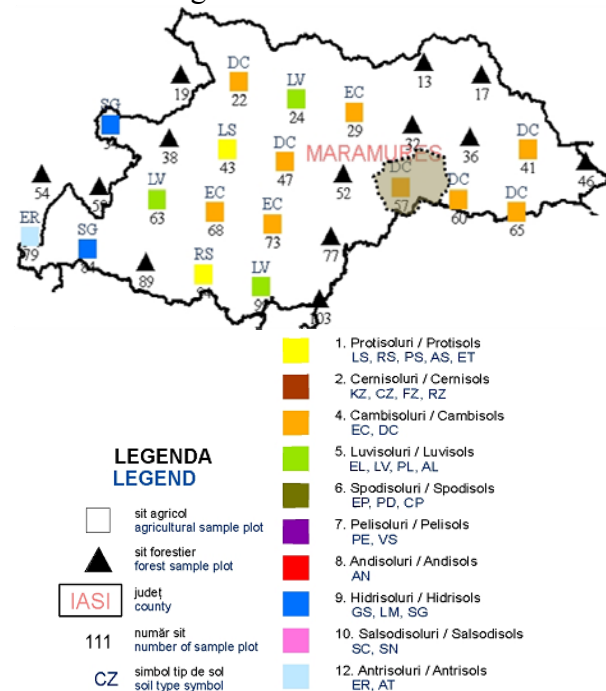 DC
22
19
LV
24
13
17
EC
29
SG
38
LS
43
DC
47
MARAMURES
32
36
DC
41
46
54
59
LV
63
EC
68
52
DC
57
DC
60
DC
65
ER
79
SG
84
EC
73
77
89
RS
LV
103
LEGENDA
LEGEND
sit agricol
agricultural sample plot
sit forestier
forest sample plot
IASI
județ
county
111
număr sit
number of sample plot
CZ
simbol tip de sol
soil type symbol
1. Protisoluri / Protisols
LS, RS, PS, AS, ET
2. Cernisoluri / Cernisols
KZ, CZ, FZ, RZ
4. Cambisoluri / Cambisols
EC, DC
5. Luvisoluri / Luvisols
EL, LV, PL, AL
6. Spodisoluri / Spodisols
EP, PD, CP
7. Pelisoluri / Pelisols
PE, VS
8. Andisoluri / Andisols
AN
9. Hidrisoluri / Hidrisols
GS, LM, SG
10. Salsodisoluri / Salsodisols
SC, SN
12. Antrisoluri / Antrisols
ER, AT